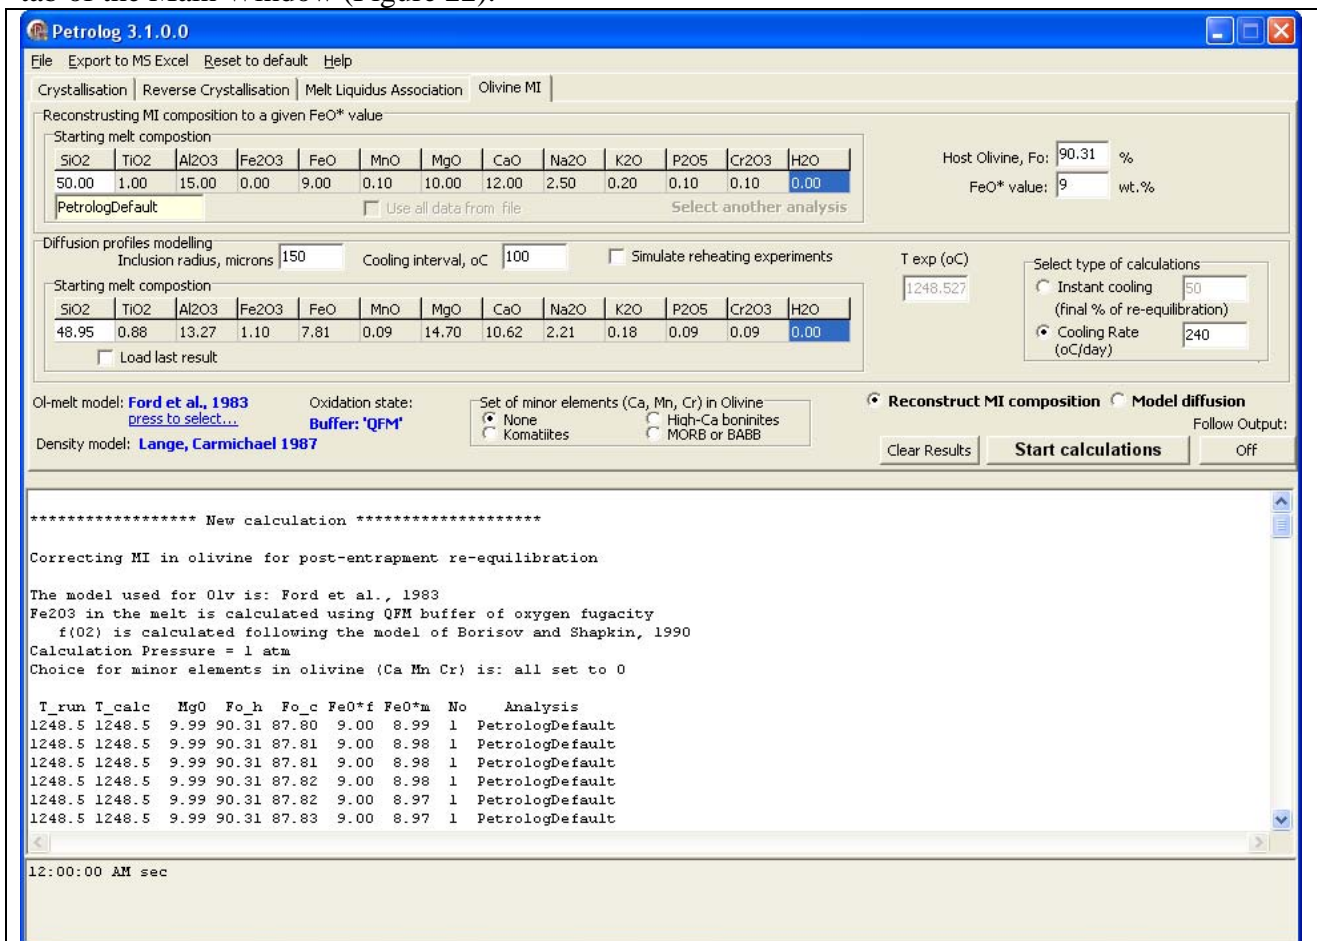 tab of the Main Window (Figure 22).
Petrolog 3.1.0.0
File Export to MS Excel Reset to default Help
Crystallisation Reverse Crystallisation Melt Liquidus Association Olivine MI
Reconstrusting MI composition to a given FeO* value
Starting melt compostion
SiO2 TiO2 Al2O3 Fe2O3 FeO MnO MgO CaO Na2O K2O P2O5 Cr2O3 H2O
50.00 1.00 15.00 0.00 9.00 0.10 10.00 12.00 2.50 0.20 0.10 0.10 0.00
PetrologDefault Use all data from file Select another analysis
Host Olivine, Fo: 90.31 %
FeO* value: 9 wt.%
Diffusion profiles modelling
Inclusion radius, microns 150 Cooling interval, oC 100 Simulate reheating experiments
Starting melt compostion
SiO2 TiO2 Al2O3 Fe2O3 FeO MnO MgO CaO Na2O K2O P2O5 Cr2O3 H2O
48.95 0.88 13.27 1.10 7.81 0.09 14.70 10.62 2.21 0.18 0.09 0.09 0.00
Load last result
T exp (oC)
1248.527
Select type of calculations
Instant cooling 50
(final % of re-equilibration)
Cooling Rate 240
(oC/day)
Ol-melt model: Ford et al., 1983
press to select...
Density model: Lange, Carmichael 1987
Oxidation state:
Buffer: 'QFM'
Set of minor elements (Ca, Mn, Cr) in Olivine
None High-Ca boninites
Komatiites MORB or BABB
Reconstruct MI composition Model diffusion
Follow Output:
Clear Results Start calculations Off
****************** New calculation ********************
Correcting MI in olivine for post-entrapment re-equilibration
The model used for Olv is: Ford et al., 1983
Fe2O3 in the melt is calculated using QFM buffer of oxygen fugacity
f(O2) is calculated following the model of Borisov and Shapkin, 1990
Calculation Pressure = 1 atm
Choice for minor elements in olivine (Ca Mn Cr) is: all set to 0
T_run T_calc MgO Fo_h Fo_c FeO*f FeO*m No Analysis
1248.5 1248.5 9.99 90.31 87.80 9.00 8.99 1 PetrologDefault
1248.5 1248.5 9.99 90.31 87.81 9.00 8.98 1 PetrologDefault
1248.5 1248.5 9.99 90.31 87.81 9.00 8.98 1 PetrologDefault
1248.5 1248.5 9.99 90.31 87.82 9.00 8.98 1 PetrologDefault
1248.5 1248.5 9.99 90.31 87.82 9.00 8.97 1 PetrologDefault
1248.5 1248.5 9.99 90.31 87.83 9.00 8.97 1 PetrologDefault
12:00:00 AM sec